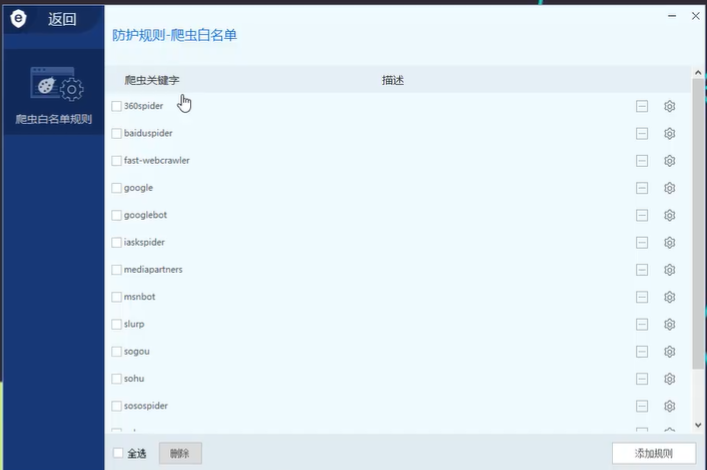 返回
防护规则-爬虫白名单
爬虫关键字 描述
爬虫白名单规则
360spider
baiduspider
fast-webcrawler
google
googlebot
iaskspider
mediapartners
msnbot
slurp
sogou
sohu
sosospider
全选 删除 添加规则